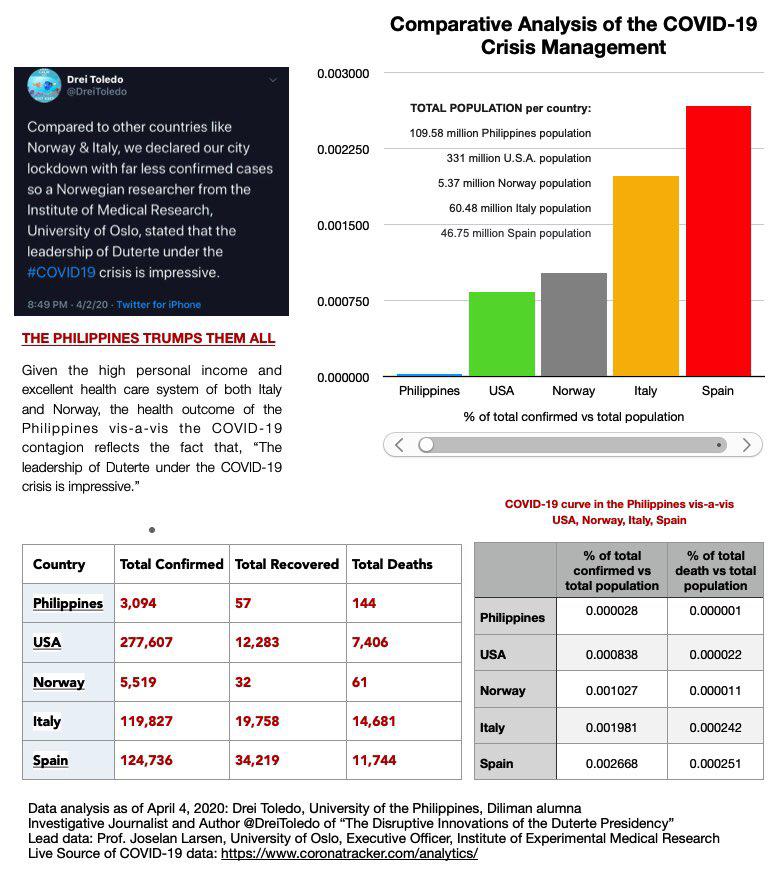 Comparative Analysis of the COVID-19
Crisis Management
Drei Toledo
@DreiToledo
Compared to other countries like
Norway & Italy, we declared our city
lockdown with far less confirmed cases
so a Norwegian researcher from the
Institute of Medical Research,
University of Oslo, stated that the
leadership of Duterte under the
#COVID19 crisis is impressive.
8:49 PM · 4/2/20 · Twitter for iPhone
THE PHILIPPINES TRUMPS THEM ALL
Given the high personal income and
excellent health care system of both Italy
and Norway, the health outcome of the
Philippines vis-a-vis the COVID-19
contagion reflects the fact that, “The
leadership of Duterte under the COVID-19
crisis is impressive.”
0.003000
0.002250
0.001500
0.000750
0.000000
TOTAL POPULATION per country:
109.58 million Philippines population
331 million U.S.A. population
5.37 million Norway population
60.48 million Italy population
46.75 million Spain population
Philippines USA Norway Italy Spain
% of total confirmed vs total population
Country Total Confirmed Total Recovered Total Deaths
Philippines 3,094 57 144
USA 277,607 12,283 7,406
Norway 5,519 32 61
Italy 119,827 19,758 14,681
Spain 124,736 34,219 11,744
COVID-19 curve in the Philippines vis-a-vis
USA, Norway, Italy, Spain
% of total confirmed vs total population % of total death vs total population
Philippines 0.000028 0.000001
USA 0.000838 0.000022
Norway 0.001027 0.000011
Italy 0.001981 0.000242
Spain 0.002668 0.000251
Data analysis as of April 4, 2020: Drei Toledo, University of the Philippines, Diliman alumna
Investigative Journalist and Author @DreiToledo of “The Disruptive Innovations of the Duterte Presidency”
Lead data: Prof. Joselan Larsen, University of Oslo, Executive Officer, Institute of Experimental Medical Research
Live Source of COVID-19 data: https://www.coronatracker.com/analytics/